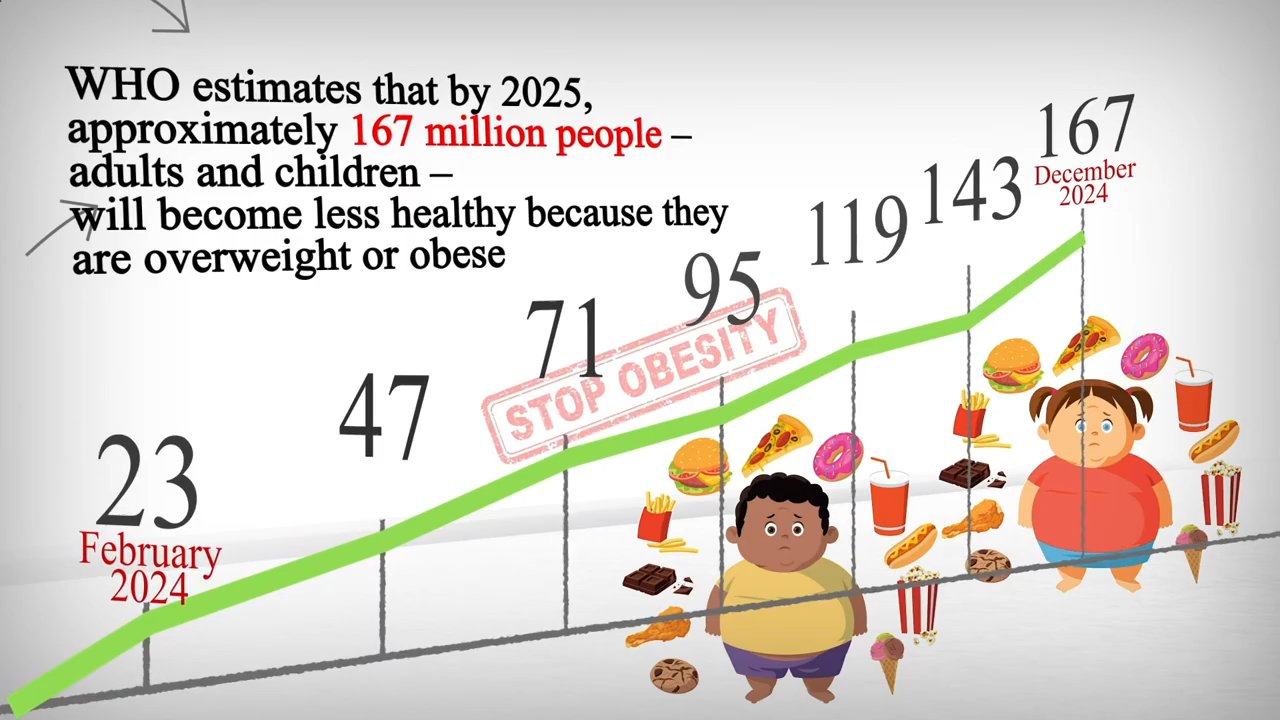 WHO estimates that by 2025,
approximately 167 million people –
adults and children –
will become less healthy because they
are overweight or obese
23
February
2024
47
71
95
119
143
167
December
2024
STOP OBESITY